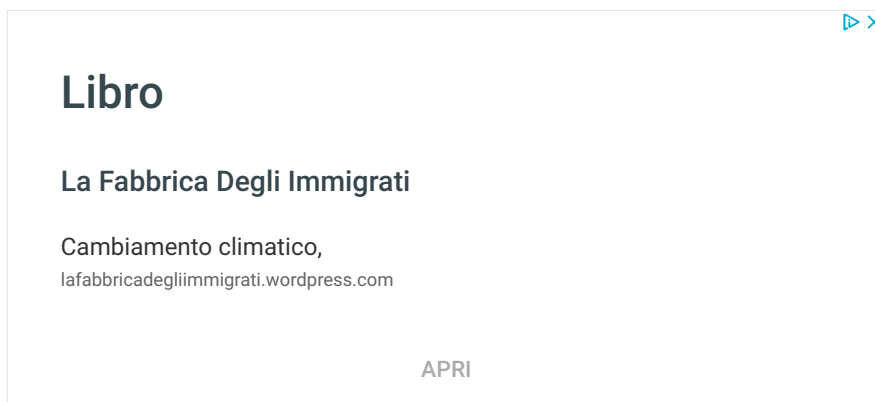 Libro
La Fabbrica Degli Immigrati
Cambiamento climatico,
lafabbricadegliimmigrati.wordpress.com
APRI